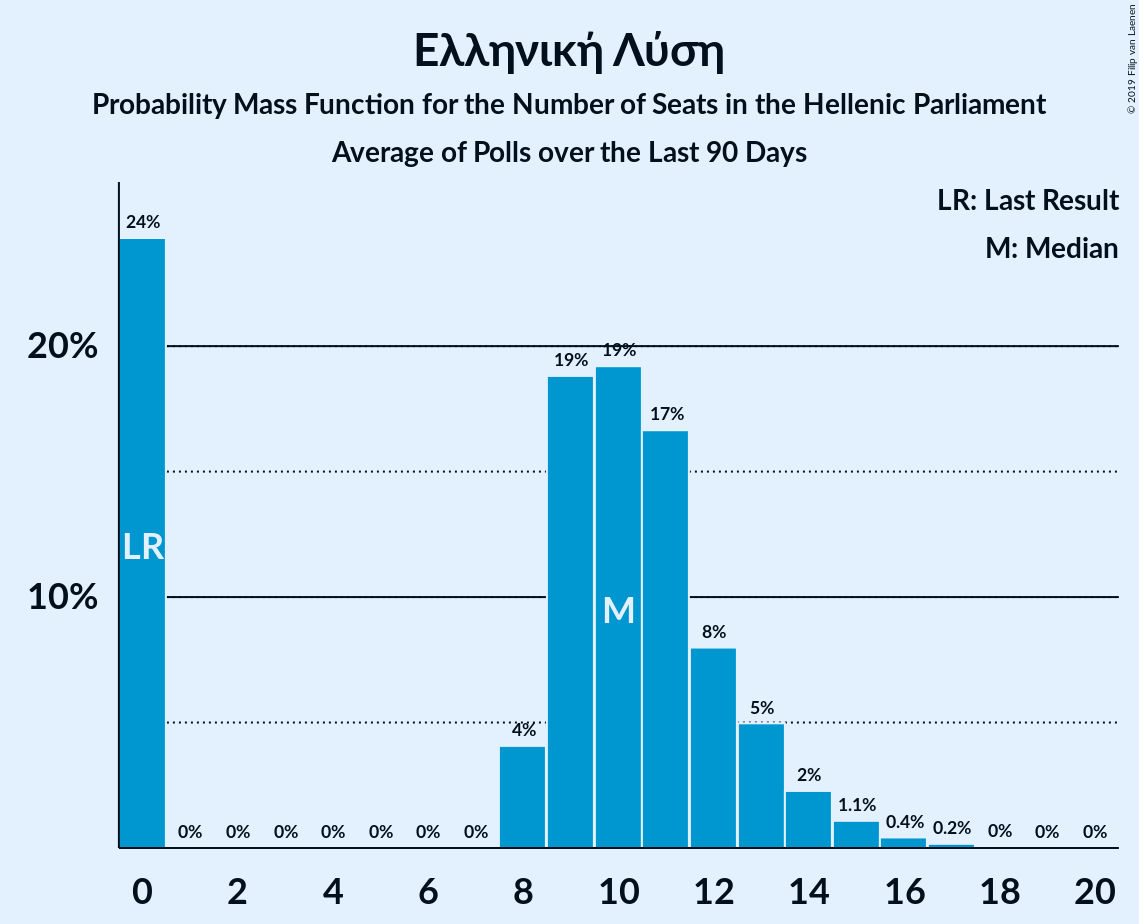 Ελληνική Λύση
Probability Mass Function for the Number of Seats in the Hellenic Parliament
Average of Polls over the Last 90 Days
© 2019 Filip van Laenen
LR: Last Result
M: Median
24%
20%
19%
19%
17%
LR
10%
M
8%
5%
4%
2%
1.1%
0.4%
0.2%
0% 0% 0% 0% 0% 0% 0% 0% 0% 0%
0 2 4 6 8 10 12 14 16 18 20